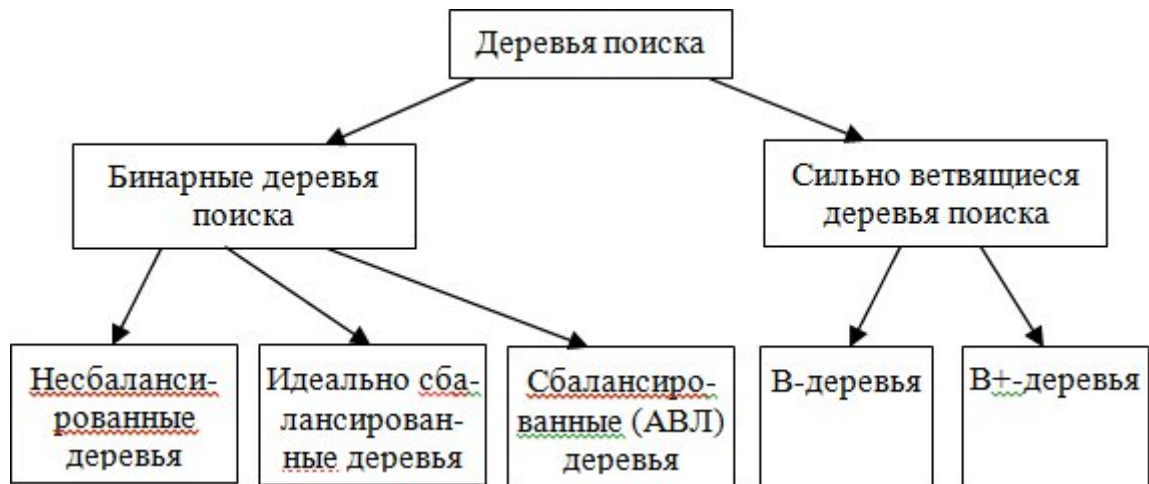 Деревья поиска
Бинарные деревья
поиска
Сильно ветвящиеся
деревья поиска
Несбаланси-
рованные
деревья
Идеально сба-
лансирован-
ные деревья
Сбалансиро-
ванные (АВЛ)
деревья
В-деревья
В+-деревья